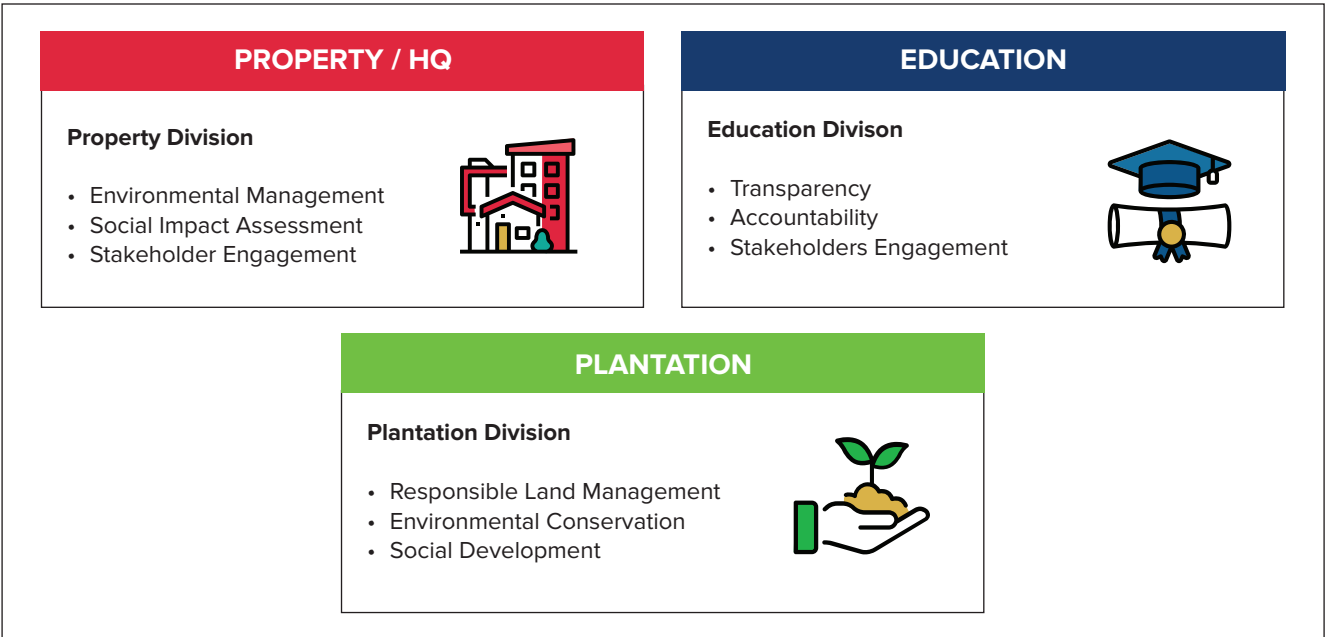 PROPERTY / HQ
Property Division
• Environmental Management
• Social Impact Assessment
• Stakeholder Engagement
EDUCATION
Education Divison
• Transparency
• Accountability
• Stakeholders Engagement
PLANTATION
Plantation Division
• Responsible Land Management
• Environmental Conservation
• Social Development